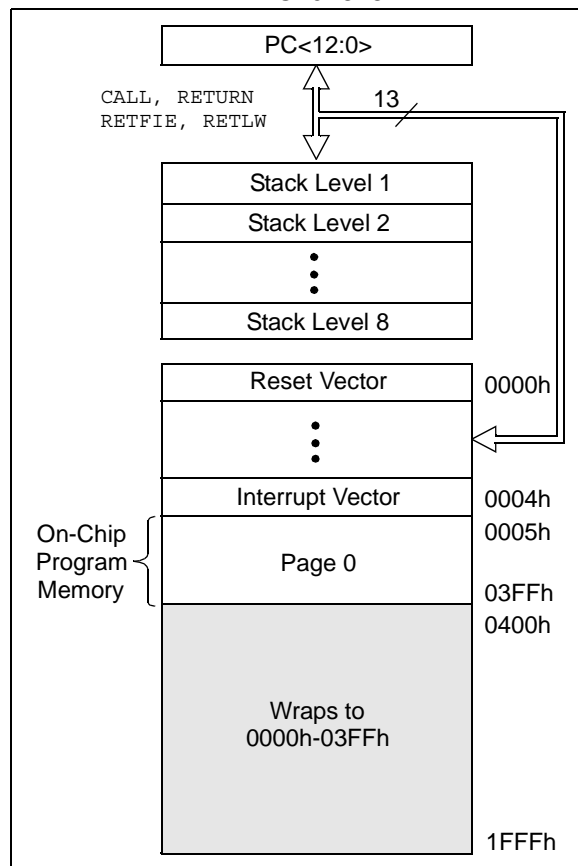 PC<12:0>
CALL, RETURN
RETFIE, RETLW
13
Stack Level 1
Stack Level 2
Stack Level 8
Reset Vector
0000h
Interrupt Vector
0004h
On-Chip
Program
Memory
0005h
Page 0
03FFh
0400h
Wraps to
0000h-03FFh
1FFFh